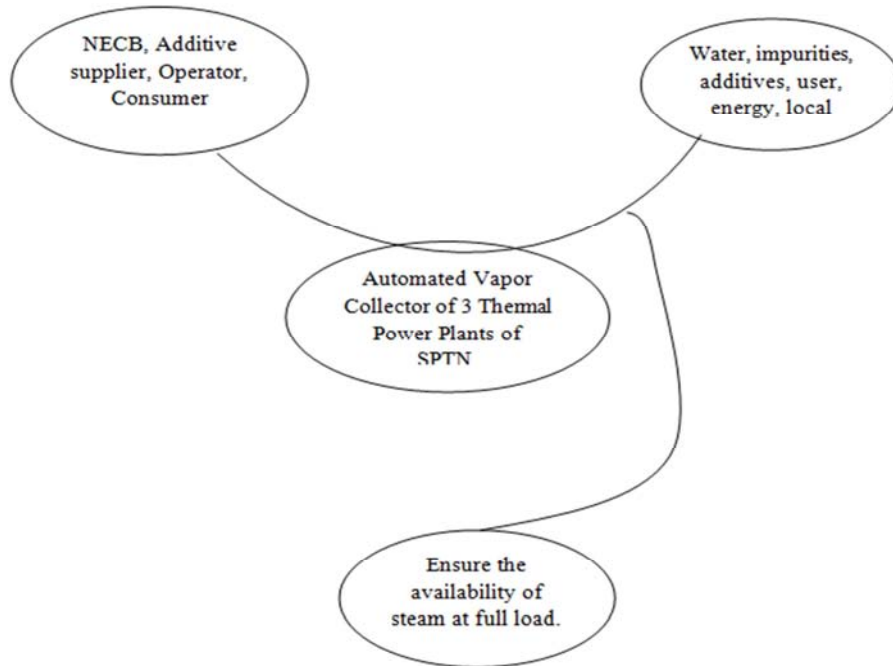 NECB, Additive
supplier, Operator,
Consumer
Water, impurities,
additives, user,
energy, local
Automated Vapor
Collector of 3 Thermal
Power Plants of
SPTN
Ensure the
availability of
steam at full load.